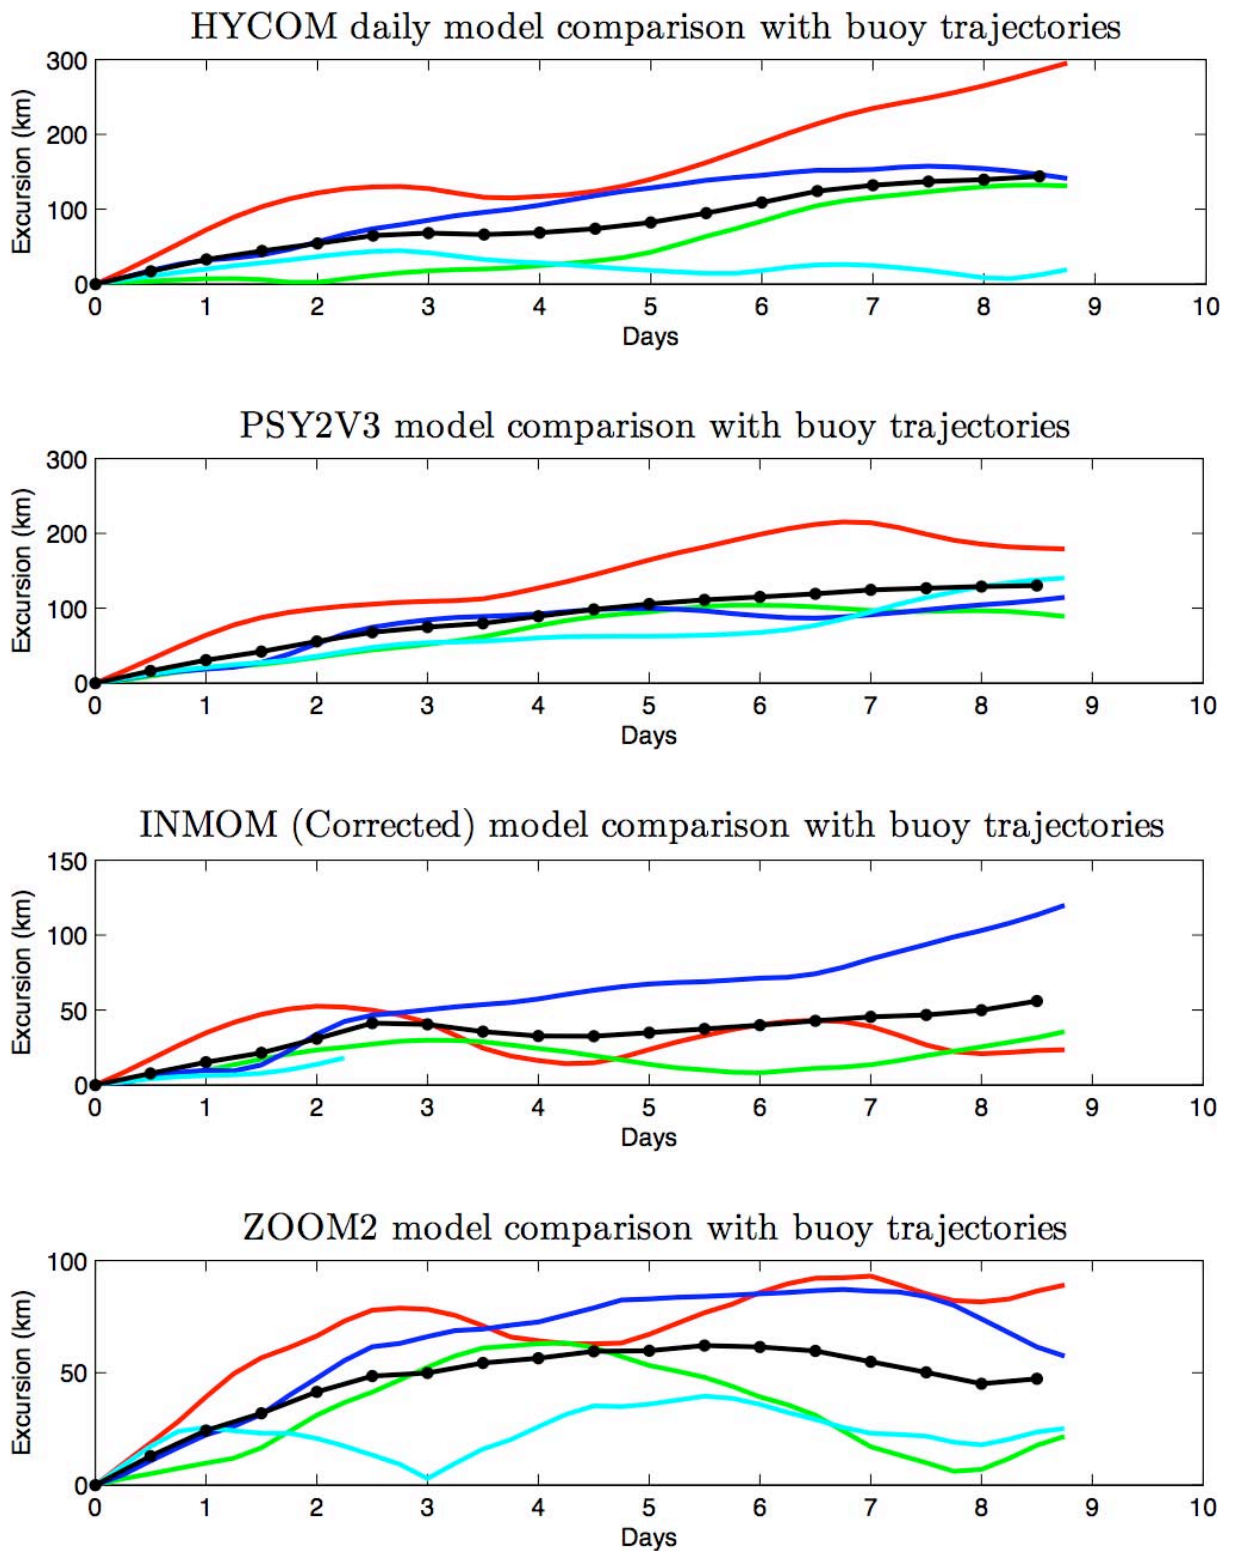 HYCOM daily model comparison with buoy trajectories
300
200
100
0
Excursion (km)
0 1 2 3 4 5 6 7 8 9 10
Days
PSY2V3 model comparison with buoy trajectories
300
200
100
0
Excursion (km)
0 1 2 3 4 5 6 7 8 9 10
Days
INMOM (Corrected) model comparison with buoy trajectories
150
100
50
0
Excursion (km)
0 1 2 3 4 5 6 7 8 9 10
Days
ZOOM2 model comparison with buoy trajectories
100
50
0
Excursion (km)
0 1 2 3 4 5 6 7 8 9 10
Days